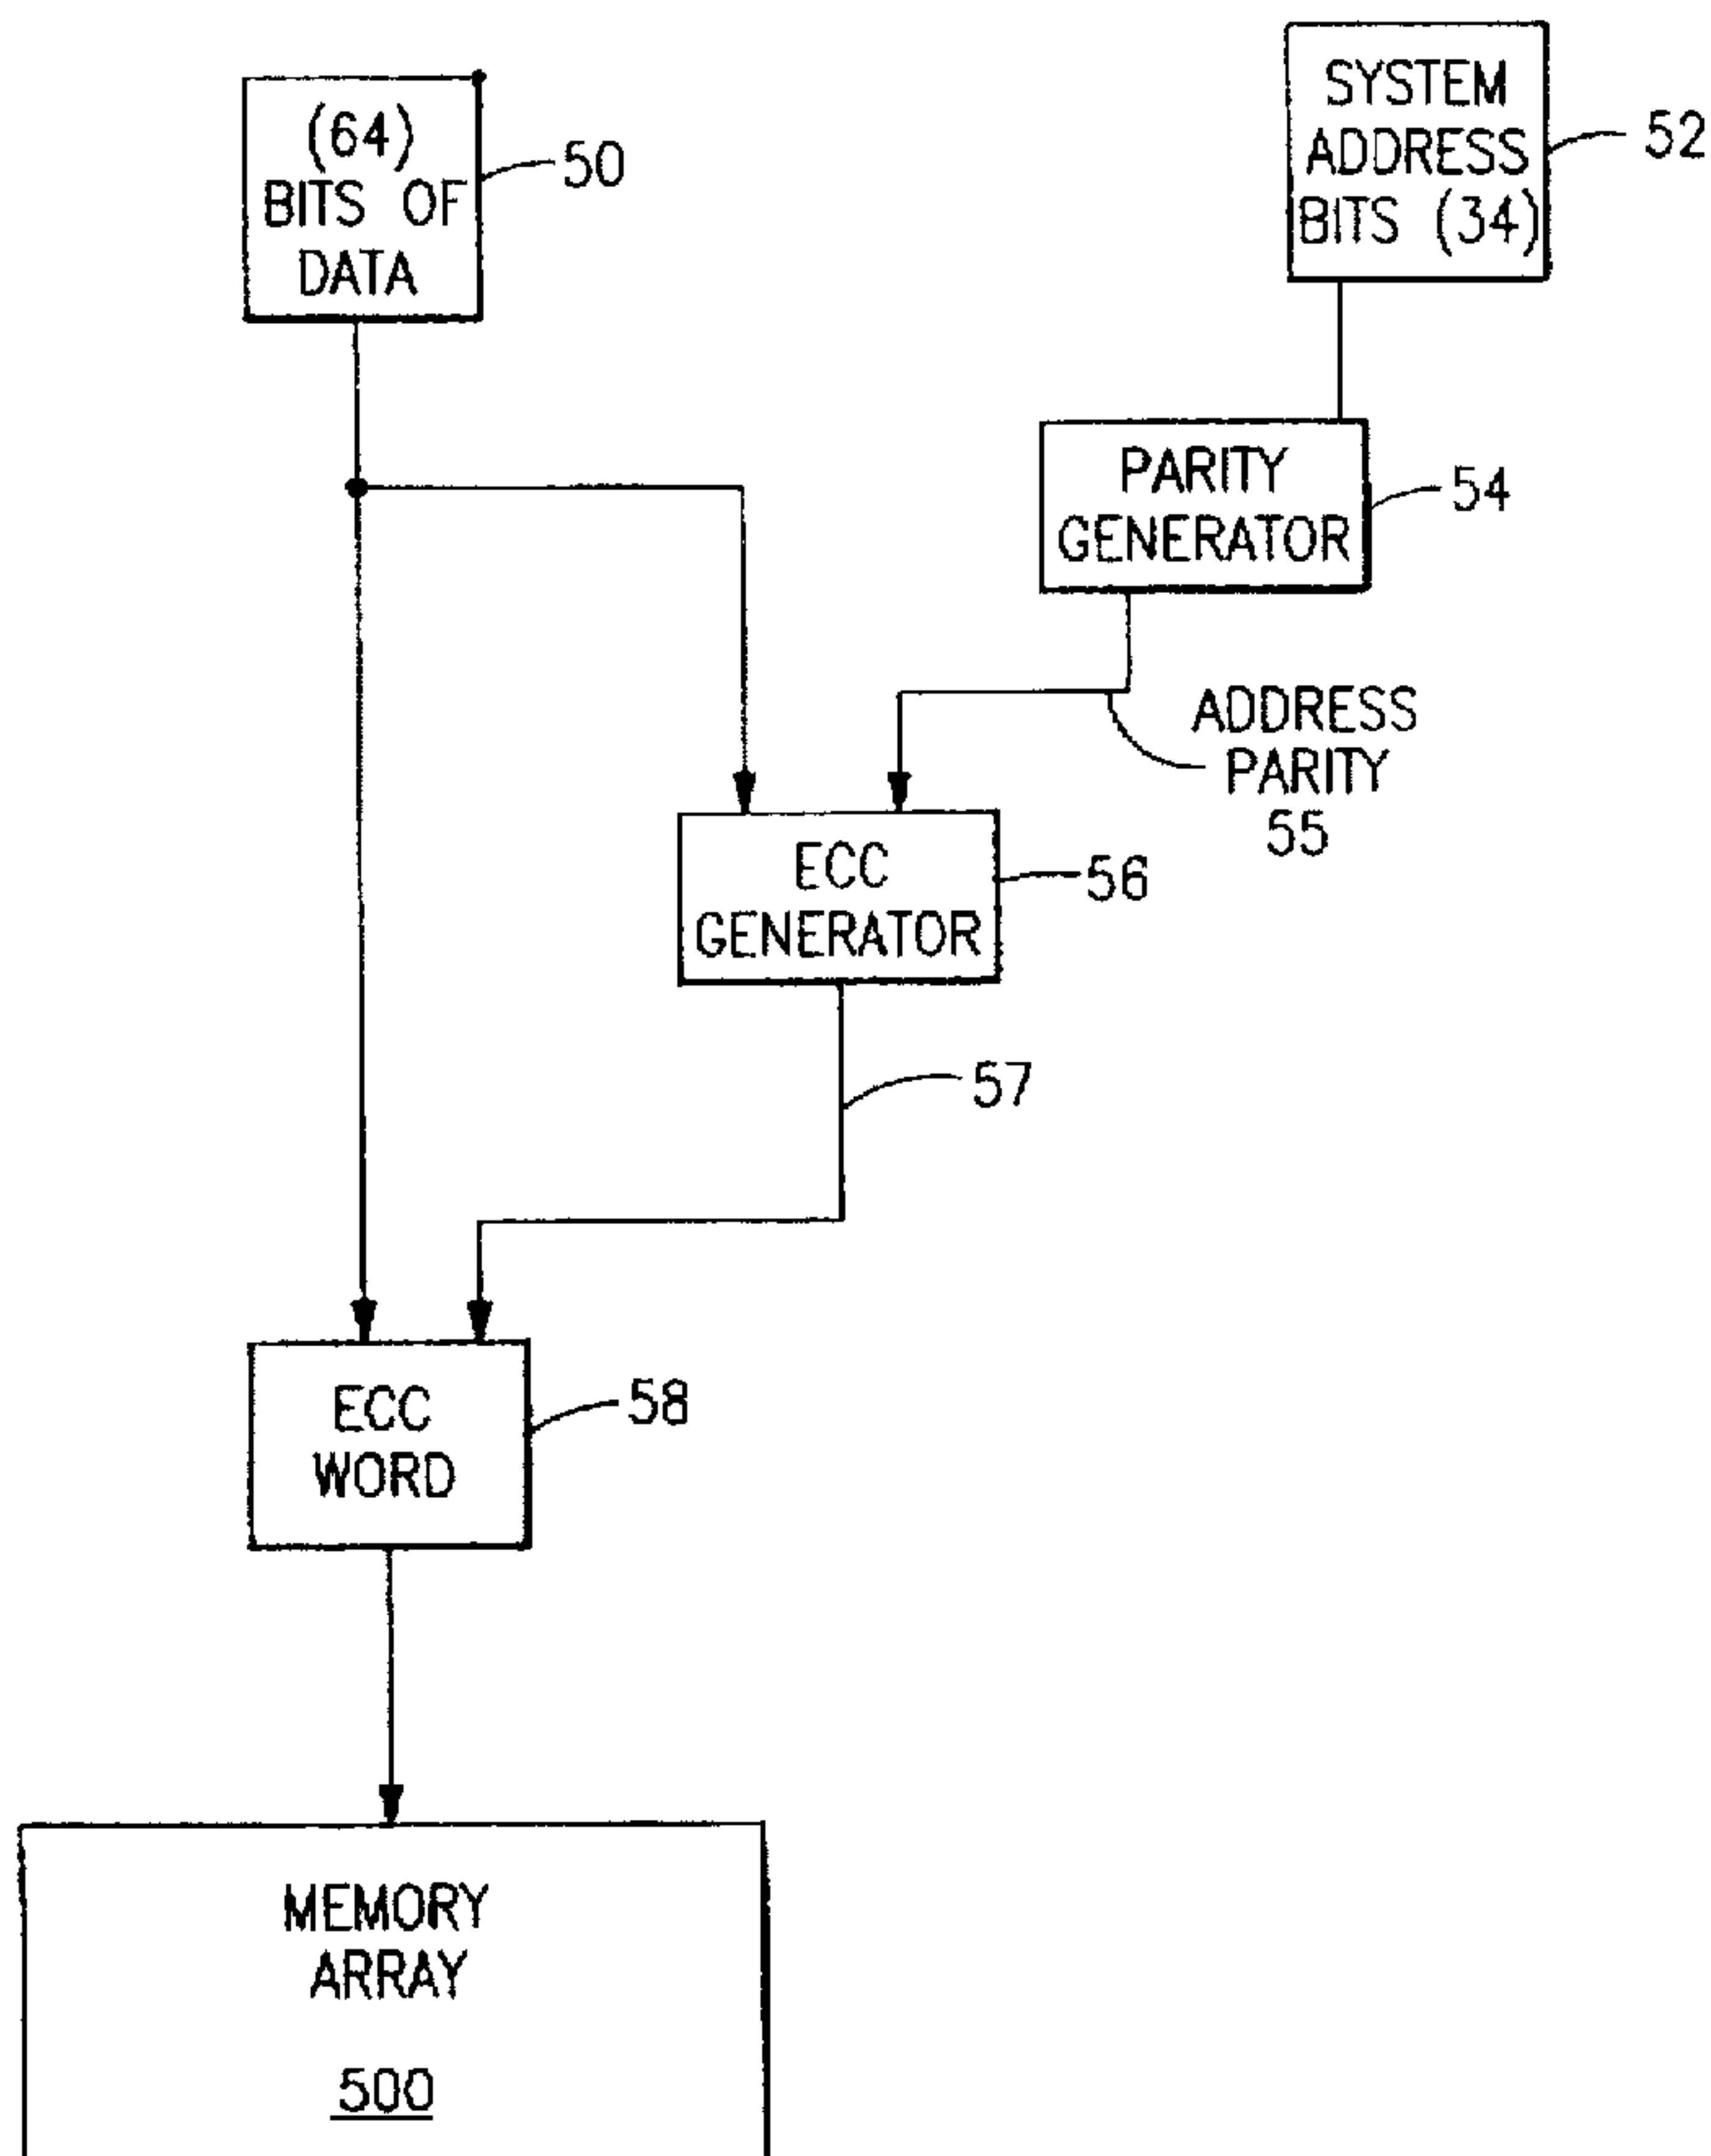 (64)
BITS OF
DATA
50
SYSTEM
ADDRESS
BITS (34)
52
PARITY
GENERATOR
54
ADDRESS
PARITY
55
ECC
GENERATOR
56
57
ECC
WORD
58
MEMORY
ARRAY
500